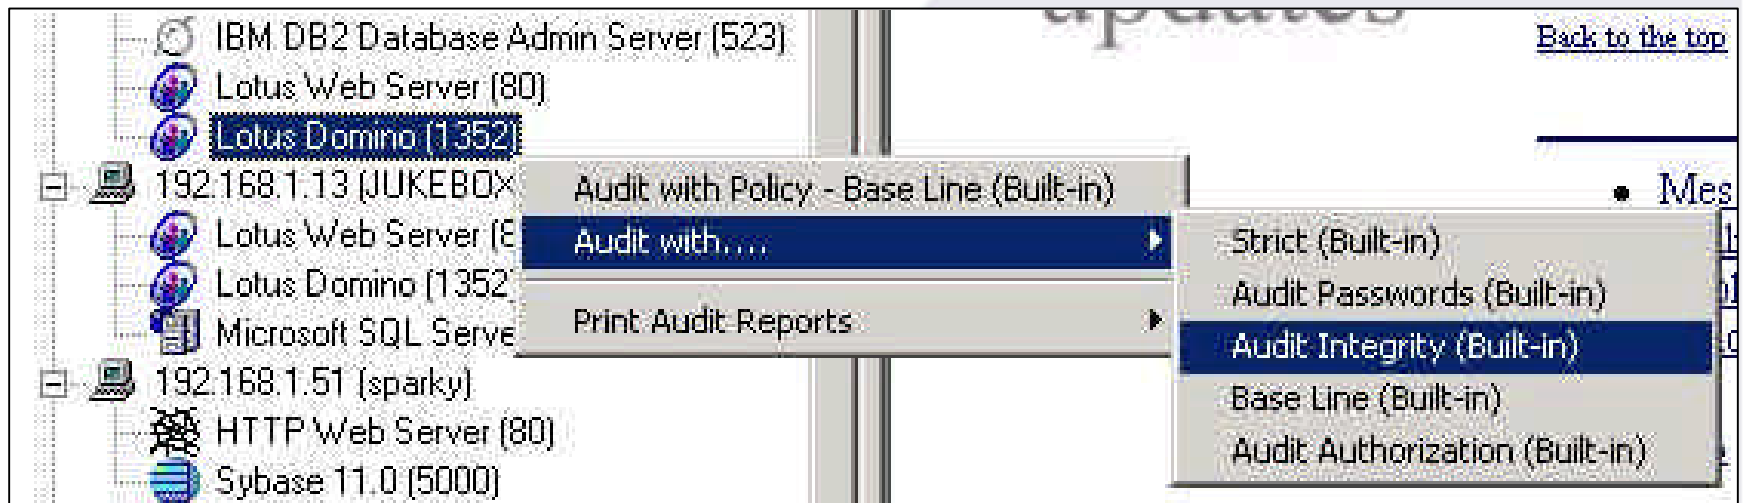 updates
Back to the top
IBM DB2 Database Admin Server (523)
Lotus Web Server (80)
Lotus Domino (1352)
192.168.1.13 (JUKEBOX
Lotus Web Server (8
Lotus Domino (1352)
Microsoft SQL Serve
192.168.1.51 (sparky)
HTTP Web Server (80)
Sybase 11.0 (5000)
Audit with Policy - Base Line (Built-in)
Audit with....
Print Audit Reports
Strict (Built-in)
Audit Passwords (Built-in)
Audit Integrity (Built-in)
Base Line (Built-in)
Audit Authorization (Built-in)
Mes